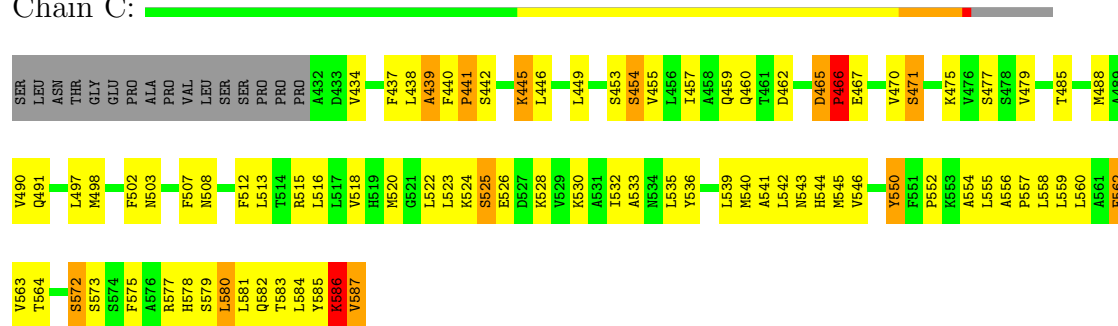 Chain C:
SER LEU ASN THR GLY GLU PRO ALA PRO VAL LEU SER SER PRO PRO PRO A432 D433 V434 F437 L438 A439 F440 P441 S442 K445 L446 L449 S453 S454 V455 L456 I457 A458 Q459 Q460 T461 D462 D465 P466 E467 V470 S471 K475 V476 S477 S478 V479 T485 M488 A489
V490 Q491 L497 M498 F502 N503 F507 N508 F512 L513 T514 R515 L516 L517 V518 H519 M520 G521 L522 L523 K524 S525 E526 D527 K528 V529 K530 A531 I532 A533 N534 L535 Y536 L539 M540 A541 L542 N543 H544 M545 V546 Y550 F551 P552 K553 A554 L555 A556 P557 L558 L559 L560 A561
V563 T564 S572 S573 S574 F575 A576 R577 H578 S579 L580 L581 Q582 T583 L584 Y585 K586 V587